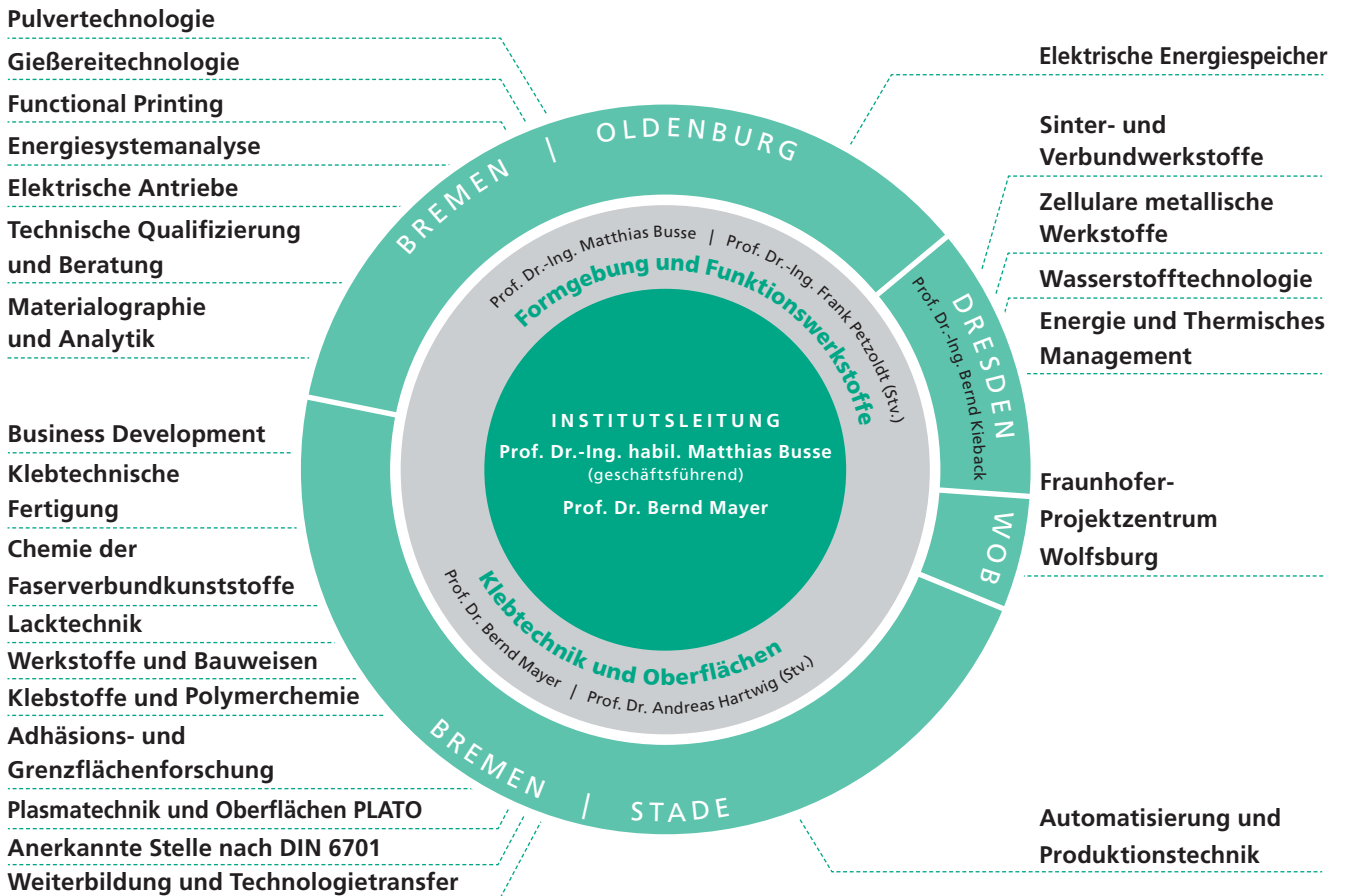 Pulvertechnologie
Gießereitechnologie
Functional Printing
Energiesystemanalyse
Elektrische Antriebe
Technische Qualifizierung
und Beratung
Materialographie
und Analytik
Business Development
Klebtechnische
Fertigung
Chemie der
Faserverbundkunststoffe
Lacktechnik
Werkstoffe und Bauweisen
Klebstoffe und Polymerchemie
Adhäsions- und
Grenzflächenforschung
Plasmatechnik und Oberflächen PLATO
Anerkannte Stelle nach DIN 6701
Weiterbildung und Technologietransfer
BREMEN | OLDENBURG
Prof. Dr.-Ing. Matthias Busse | Prof. Dr.-Ing. Frank Petzoldt (Stv.)
Formgebung und Funktionswerkstoffe
INSTITUTSLEITUNG
Prof. Dr.-Ing. habil. Matthias Busse
(geschäftsführend)
Prof. Dr. Bernd Mayer
Klebtechnik und Oberflächen
Prof. Dr. Bernd Mayer | Prof. Dr. Andreas Hartwig (Stv.)
BREMEN | STADE
DRESDEN
Prof. Dr.-Ing. Bernd Kieback
WOB
Elektrische Energiespeicher
Sinter- und
Verbundwerkstoffe
Zellulare metallische
Werkstoffe
Wasserstofftechnologie
Energie und Thermisches
Management
Fraunhofer-
Projektzentrum
Wolfsburg
Automatisierung und
Produktionstechnik